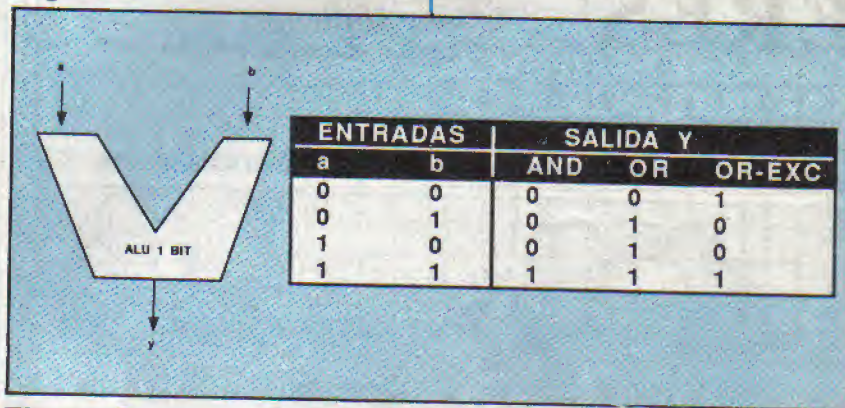 a
b
ALU 1 BIT
y
ENTRADAS SALIDA Y
a b AND OR OR-EXC
0 0 0 0 1
0 1 0 1 0
1 0 0 1 0
1 1 1 1 1